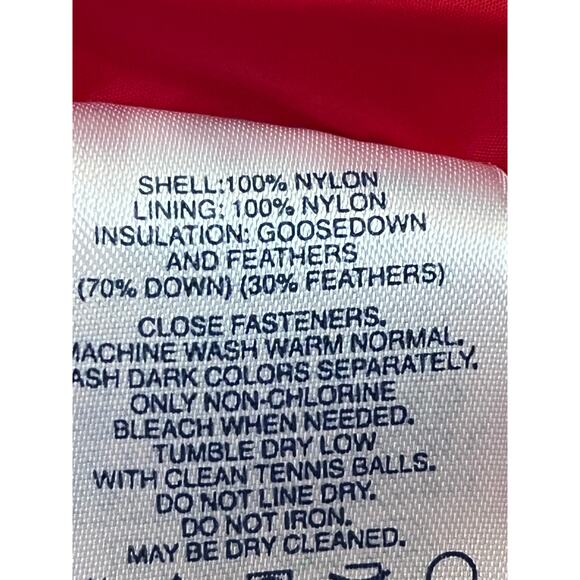 SHELL:100% NYLON
LINING: 100% NYLON
INSULATION: GOOSEDOWN
AND FEATHERS
(70% DOWN) (30% FEATHERS)
CLOSE FASTENERS.
MACHINE WASH WARM NORMAL.
WASH DARK COLORS SEPARATELY.
ONLY NON-CHLORINE
BLEACH WHEN NEEDED.
TUMBLE DRY LOW
WITH CLEAN TENNIS BALLS.
DO NOT LINE DRY.
DO NOT IRON.
MAY BE DRY CLEANED.